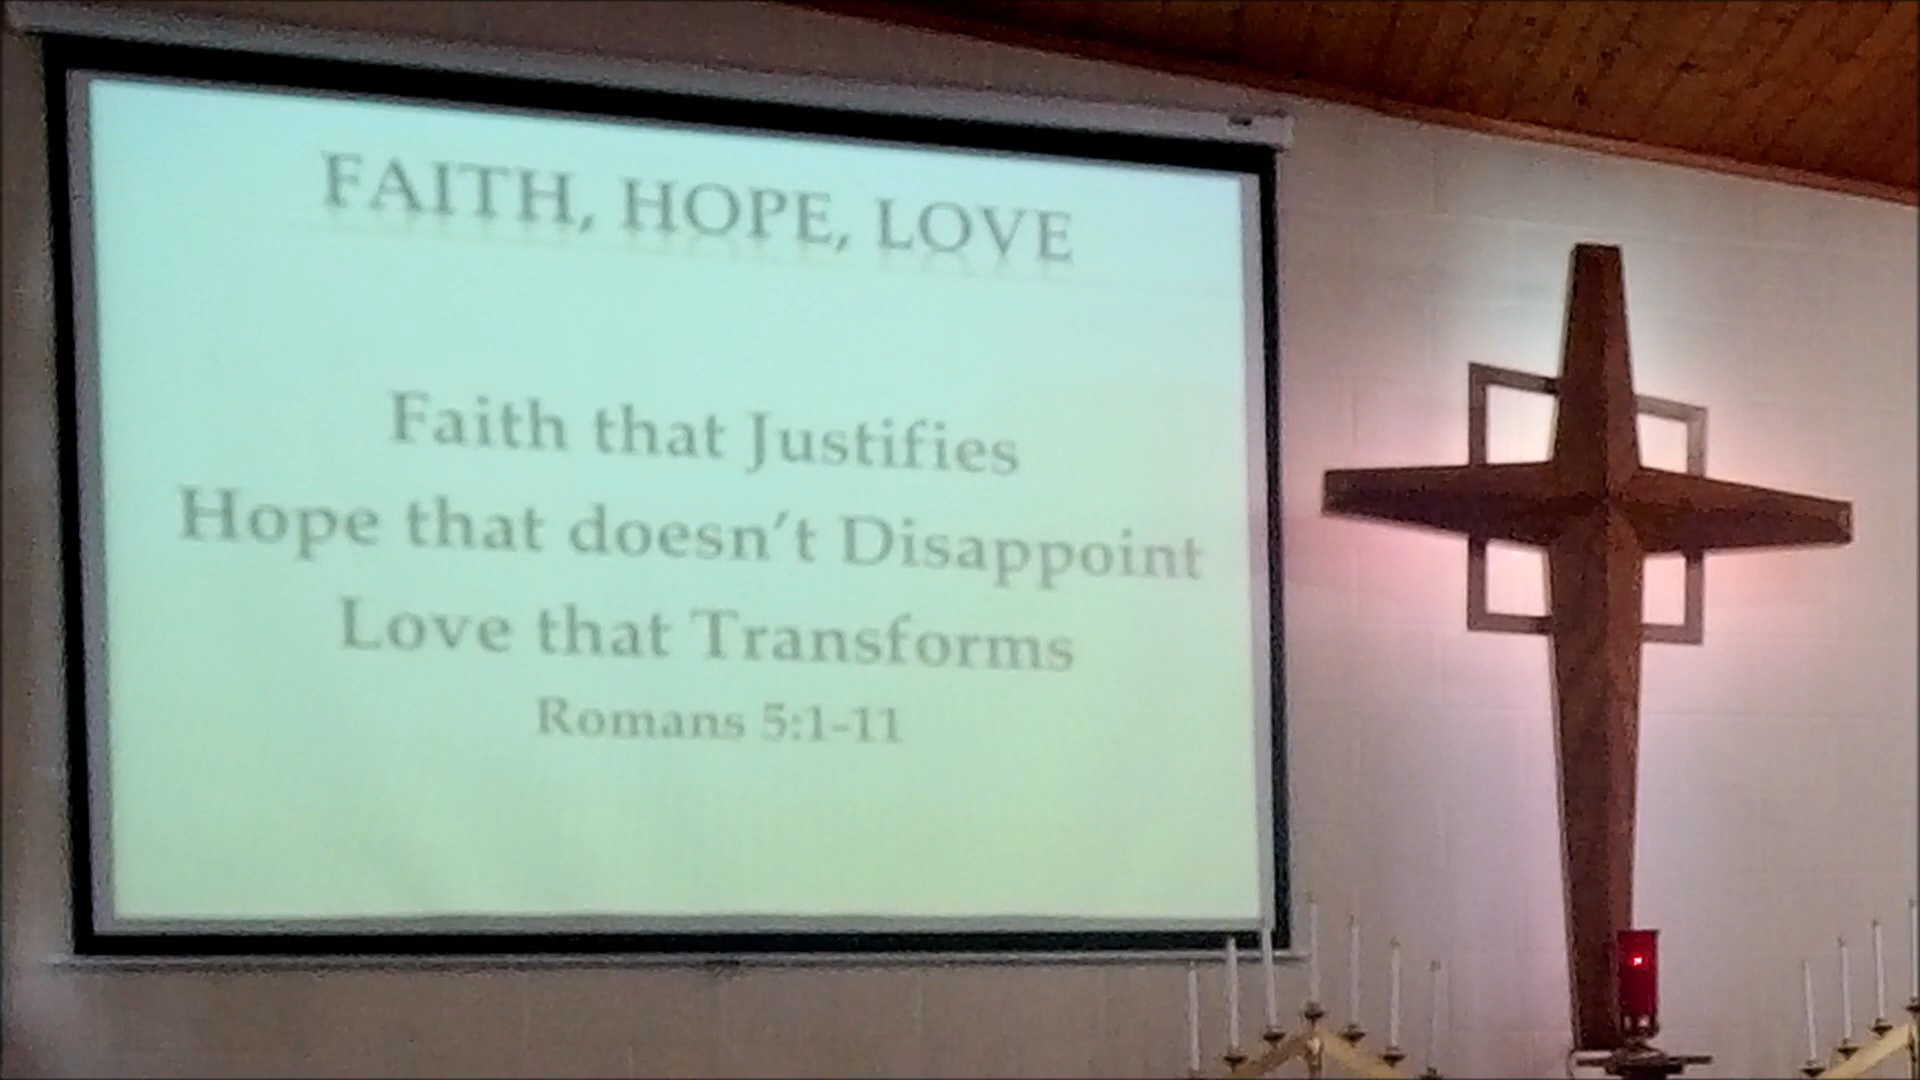 FAITH, HOPE, LOVE
Faith that Justifies
Hope that doesn’t Disappoint
Love that Transforms
Romans 5:1-11